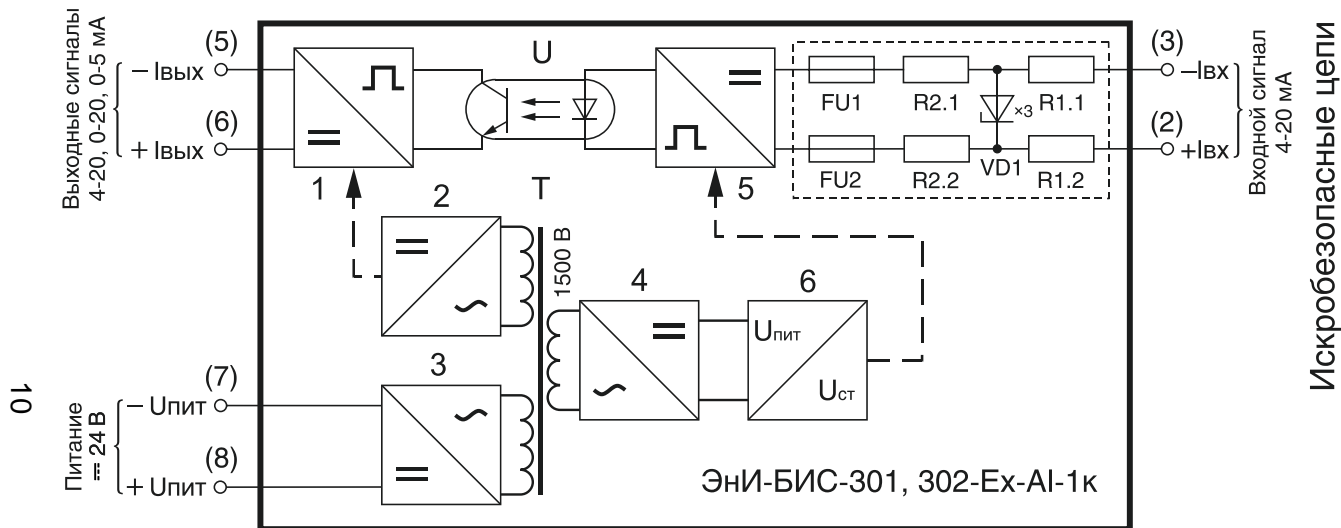 Выходные сигналы
4-20, 0-20, 0-5 мА
(5)
− Iвых
(6)
+ Iвых
1
U
5
FU1
R2.1
R1.1
×3
FU2
R2.2
VD1
R1.2
(3)
−Iвх
(2)
+Iвх
Входной сигнал
4-20 мА
Искробезопасные цепи
2
T
1500 В
4
6
Uпит
Uст
3
10
Питание
⎓ 24 В
(7)
− Uпит
(8)
+ Uпит
ЭнИ-БИС-301, 302-Ex-AI-1к